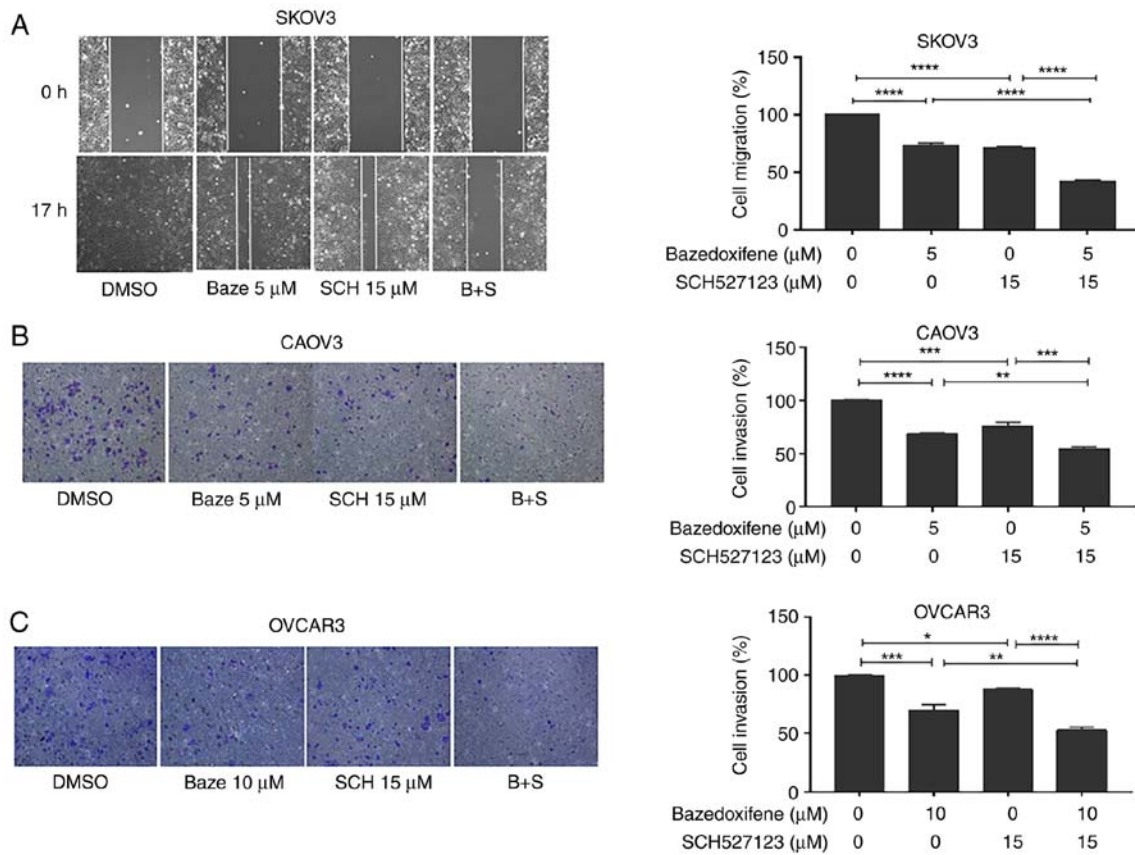 A
SKOV3
0 h
17 h
DMSO
Baze 5 μM
SCH 15 μM
B+S
SKOV3
Cell migration (%)
150
100
50
0
****
****
****
****
Bazedoxifene (μM)
0
5
0
5
SCH527123 (μM)
0
0
15
15
B
CAOV3
DMSO
Baze 5 μM
SCH 15 μM
B+S
CAOV3
Cell invasion (%)
150
100
50
0
***
***
****
**
Bazedoxifene (μM)
0
5
0
5
SCH527123 (μM)
0
0
15
15
C
OVCAR3
DMSO
Baze 10 μM
SCH 15 μM
B+S
OVCAR3
Cell invasion (%)
150
100
50
0
*
****
***
**
Bazedoxifene (μM)
0
10
0
10
SCH527123 (μM)
0
0
15
15